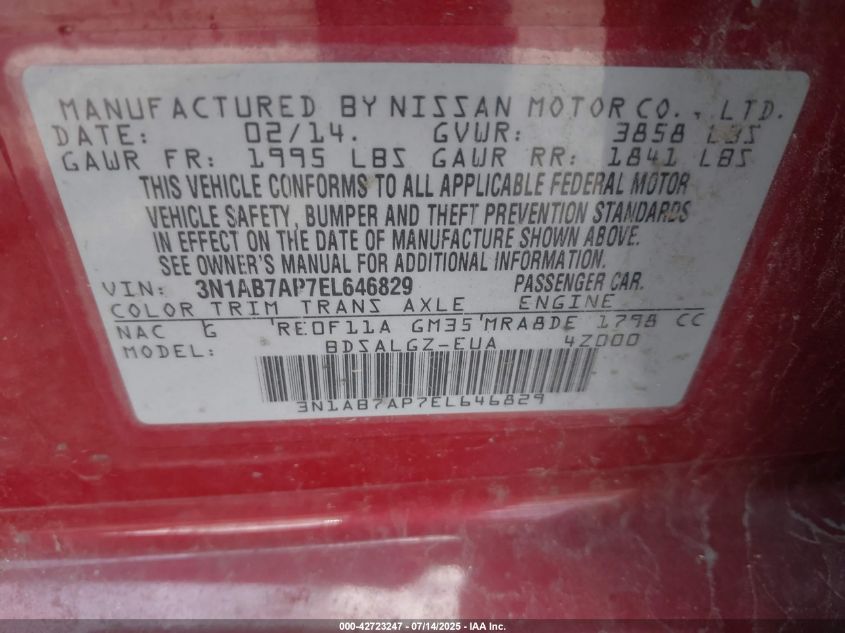 MANUFACTURED BY NISSAN MOTOR CO., LTD.
DATE: 02/14. GVWR: 3858 LBS
GAWR FR: 1995 LBS GAWR RR: 1841 LBS
THIS VEHICLE CONFORMS TO ALL APPLICABLE FEDERAL MOTOR
VEHICLE SAFETY, BUMPER AND THEFT PREVENTION STANDARDS
IN EFFECT ON THE DATE OF MANUFACTURE SHOWN ABOVE.
SEE OWNER'S MANUAL FOR ADDITIONAL INFORMATION.
VIN: 3N1AB7AP7EL646829 PASSENGER CAR.
COLOR TRIM TRANS AXLE ENGINE
NAC G RE0F11A GM35 MRA8DE 1798 CC
MODEL: BDSALGZ-EUA 4Z000
3N1AB7AP7EL646829
000-42723247 - 07/14/2025 - IAA Inc.